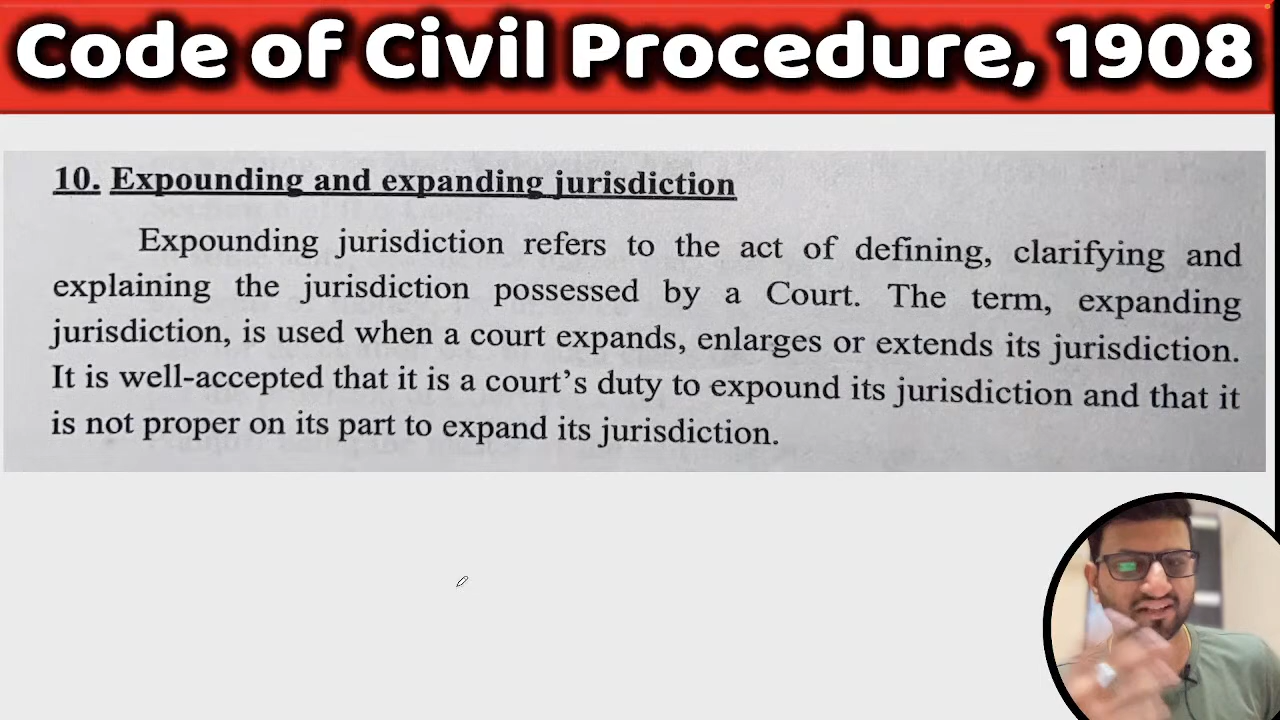 Code of Civil Procedure, 1908
10. Expounding and expanding jurisdiction
Expounding jurisdiction refers to the act of defining, clarifying and
explaining the jurisdiction possessed by a Court. The term, expanding
jurisdiction, is used when a court expands, enlarges or extends its jurisdiction.
It is well-accepted that it is a court's duty to expound its jurisdiction and that it
is not proper on its part to expand its jurisdiction.